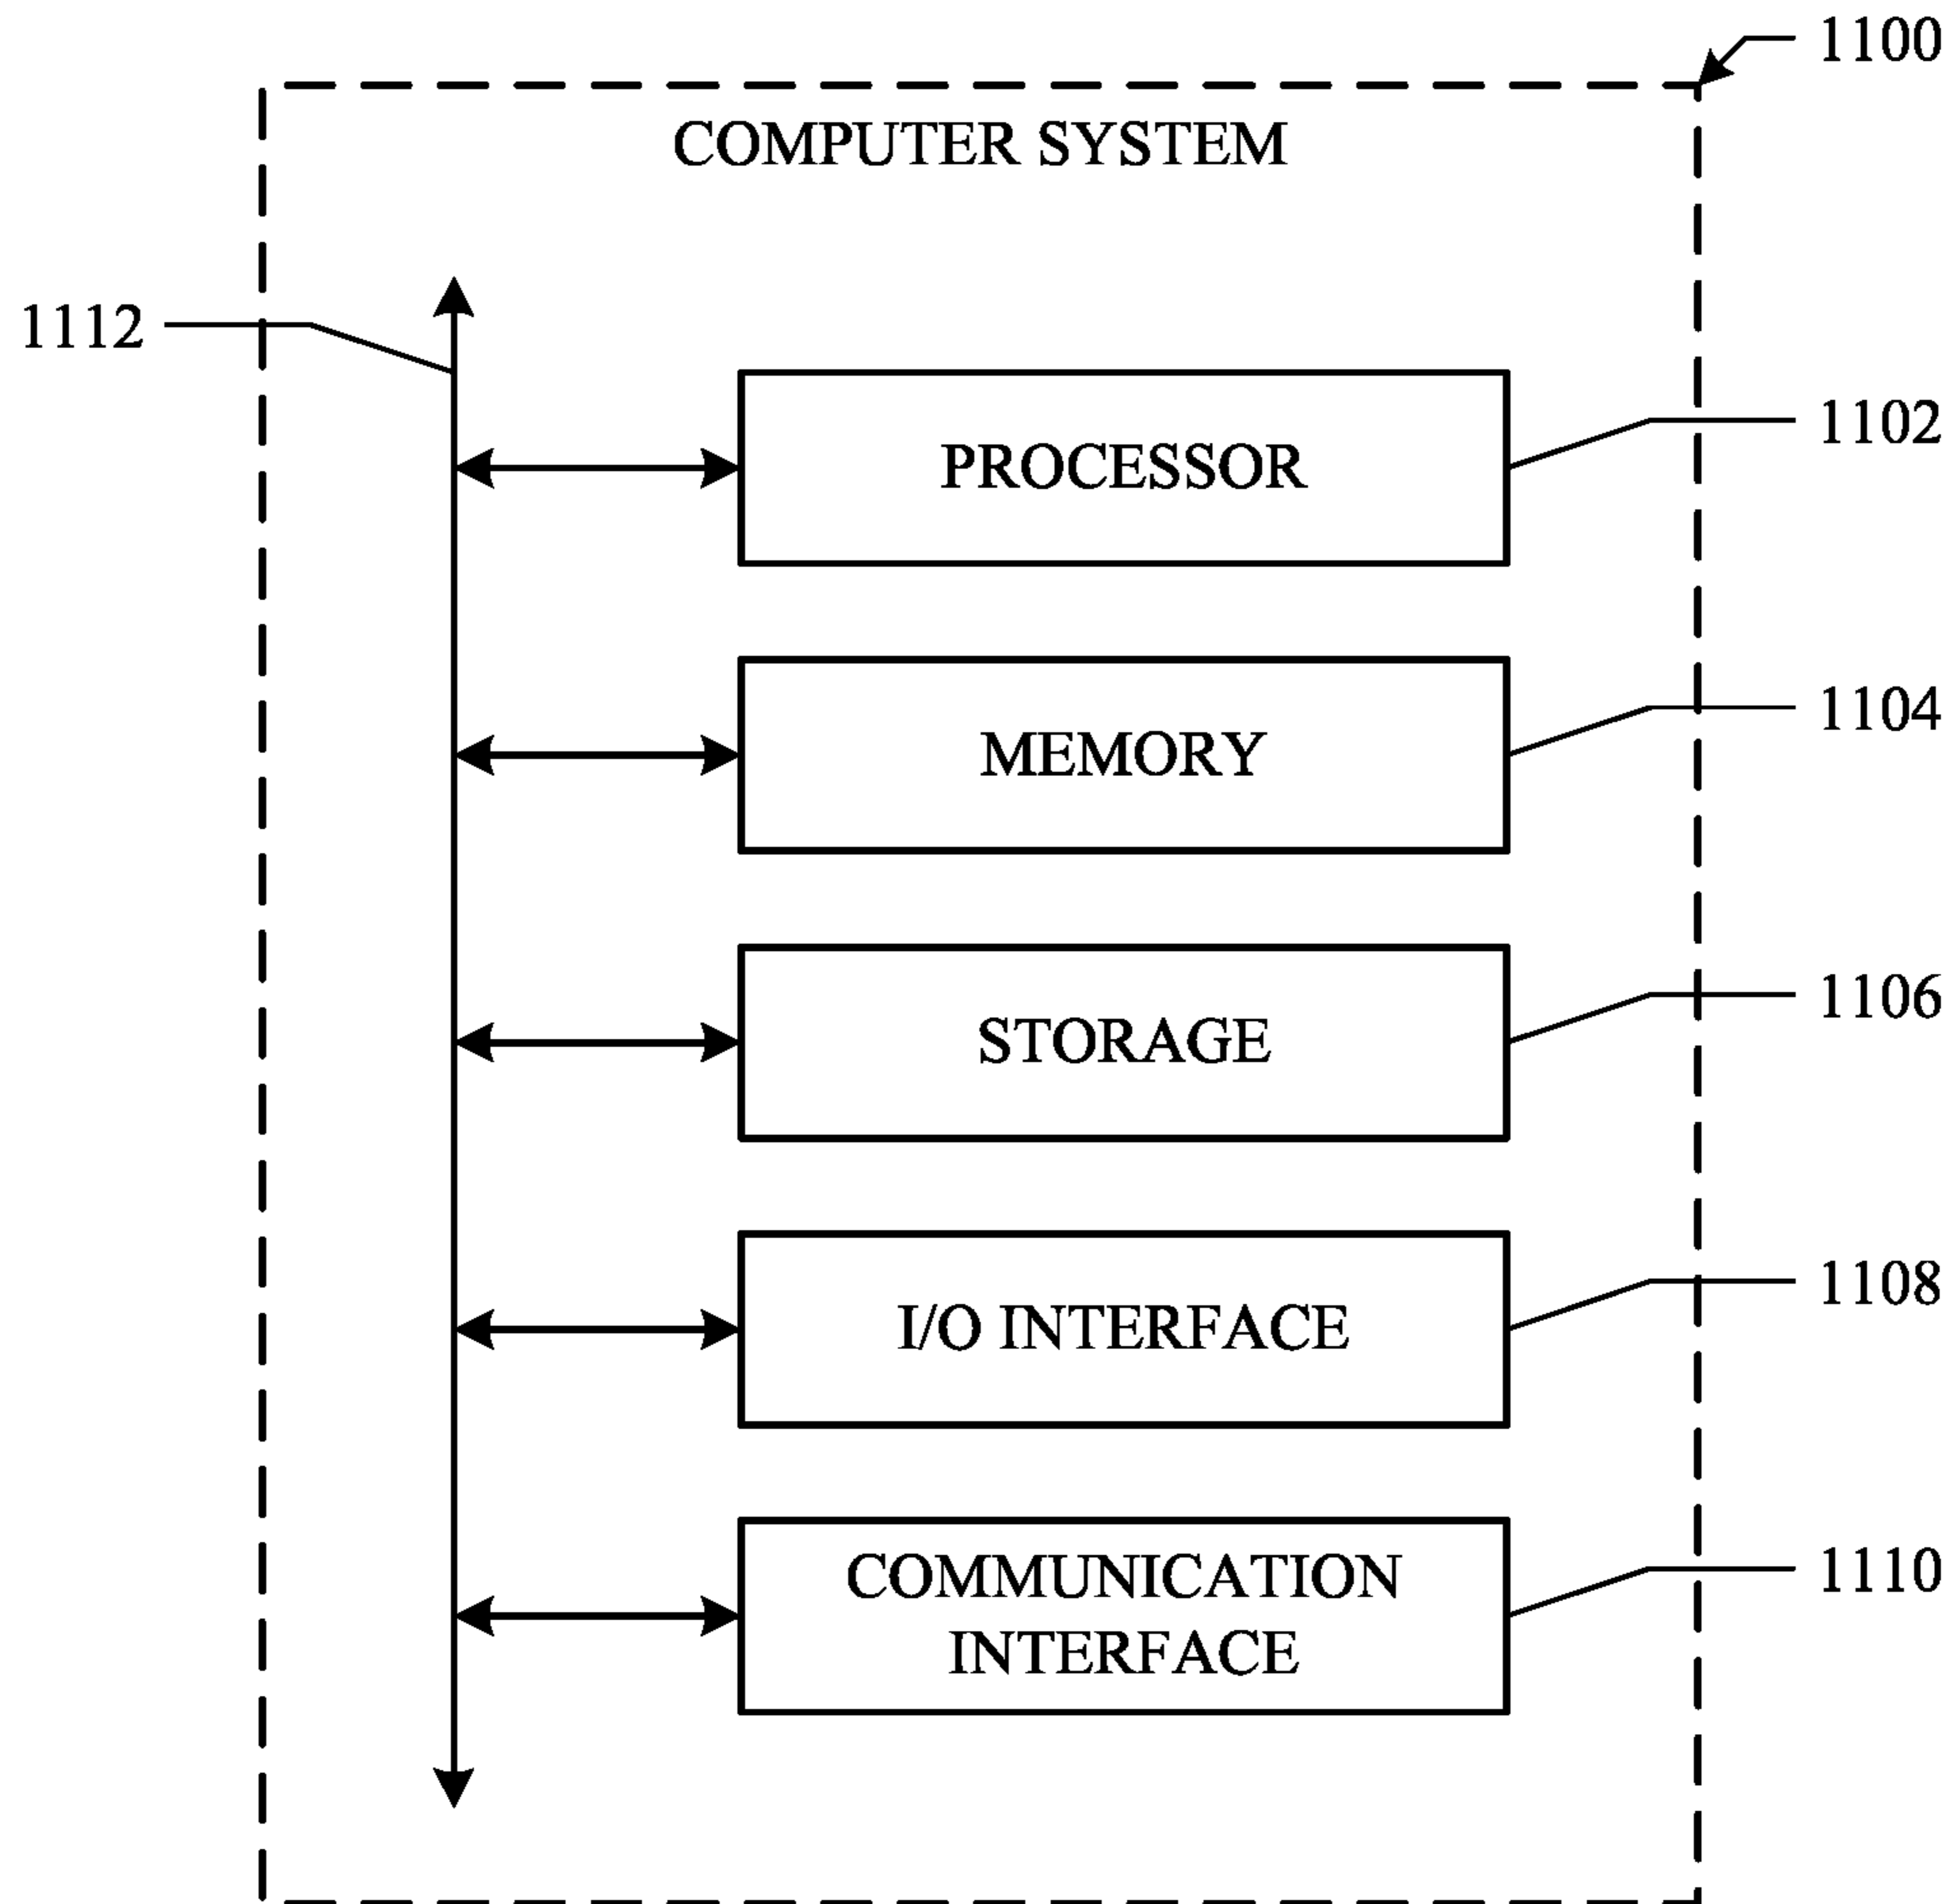 1100
COMPUTER SYSTEM
1112
PROCESSOR
1102
MEMORY
1104
STORAGE
1106
I/O INTERFACE
1108
COMMUNICATION
INTERFACE
1110